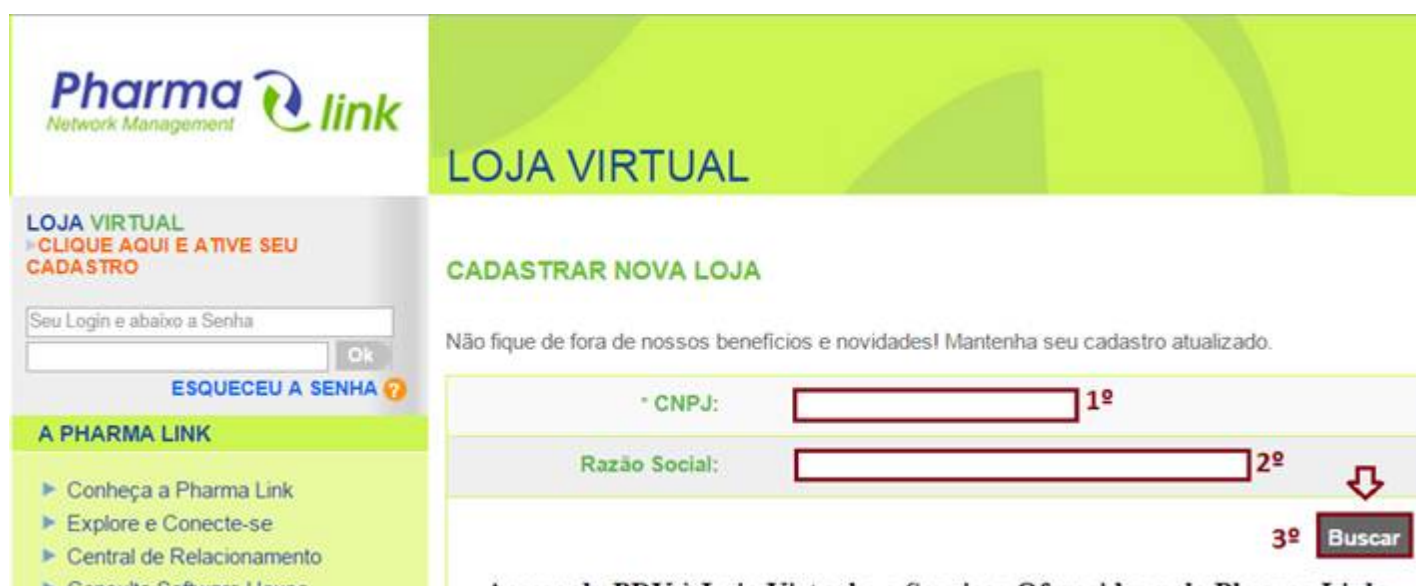 Pharma link
Network Management
LOJA VIRTUAL
LOJA VIRTUAL
CLIQUE AQUI E ATIVE SEU
CADASTRO
Seu Login e abaixo a Senha
Ok
ESQUECEU A SENHA ?
A PHARMA LINK
Conheça a Pharma Link
Explore e Conecte-se
Central de Relacionamento
CADASTRAR NOVA LOJA
Não fique de fora de nossos benefícios e novidades! Mantenha seu cadastro atualizado.
* CNPJ: 1º
Razão Social: 2º
3º Buscar